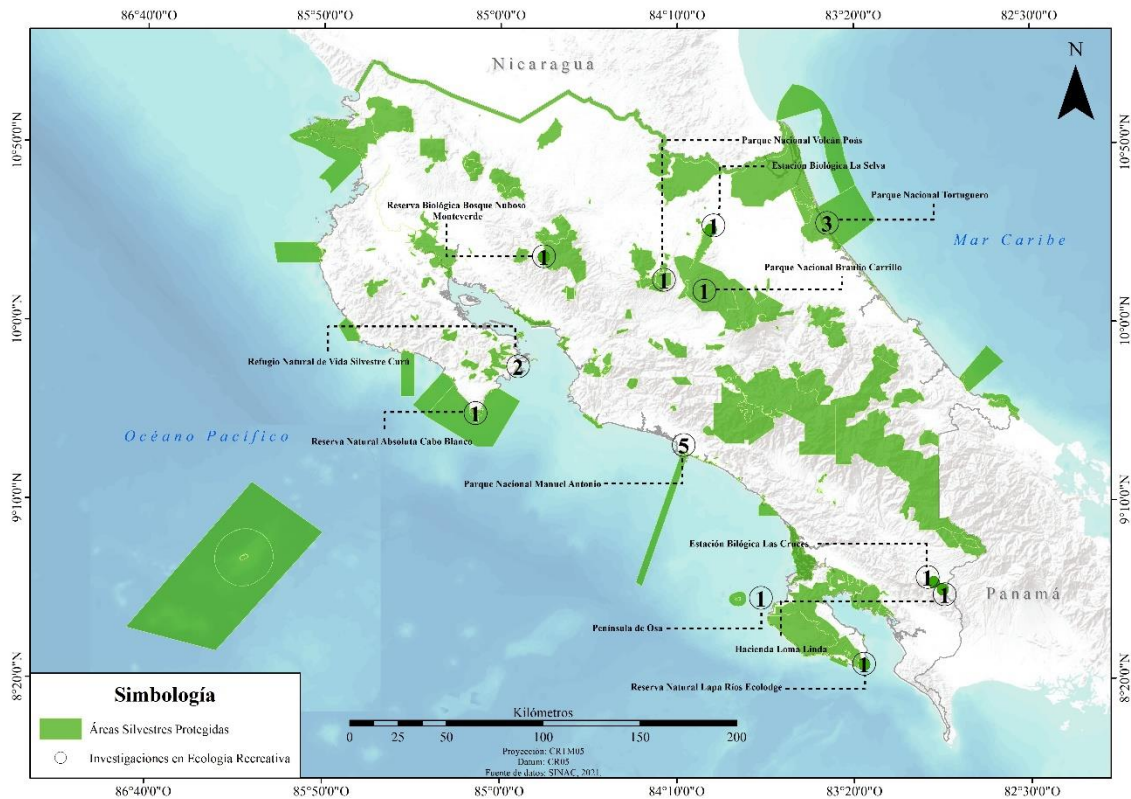 86°40'0"O
85°50'0"O
85°0'0"O
84°10'0"O
83°20'0"O
82°30'0"O
N
Nicaragua
10°50'0"N
10°50'0"N
Parque Nacional Volcán Poás
Estación Biológica La Selva
Parque Nacional Tortuguero
Reserva Biológica Bosque Nuboso
Monteverde
1
3
Mar Caribe
1
1
Parque Nacional Braulio Carrillo
1
10°0'0"N
10°0'0"N
Refugio Natural de Vida Silvestre Curú
2
1
Océano Pacífico
Reserva Natural Absoluta Cabo Blanco
5
Parque Nacional Manuel Antonio
9°10'0"N
9°10'0"N
Estación Bilógica Las Cruces
1
1
Panamá
1
Península de Osa
Hacienda Loma Linda
1
Reserva Natural Lapa Ríos Ecolodge
8°20'0"N
8°20'0"N
Simbología
Áreas Silvestres Protegidas
Investigaciones en Ecología Recreativa
Kilómetros
0 25 50 100 150 200
Proyección: CRTM05
Datum: CR05
Fuente de datos: SINAC, 2021.
86°40'0"O
85°50'0"O
85°0'0"O
84°10'0"O
83°20'0"O
82°30'0"O